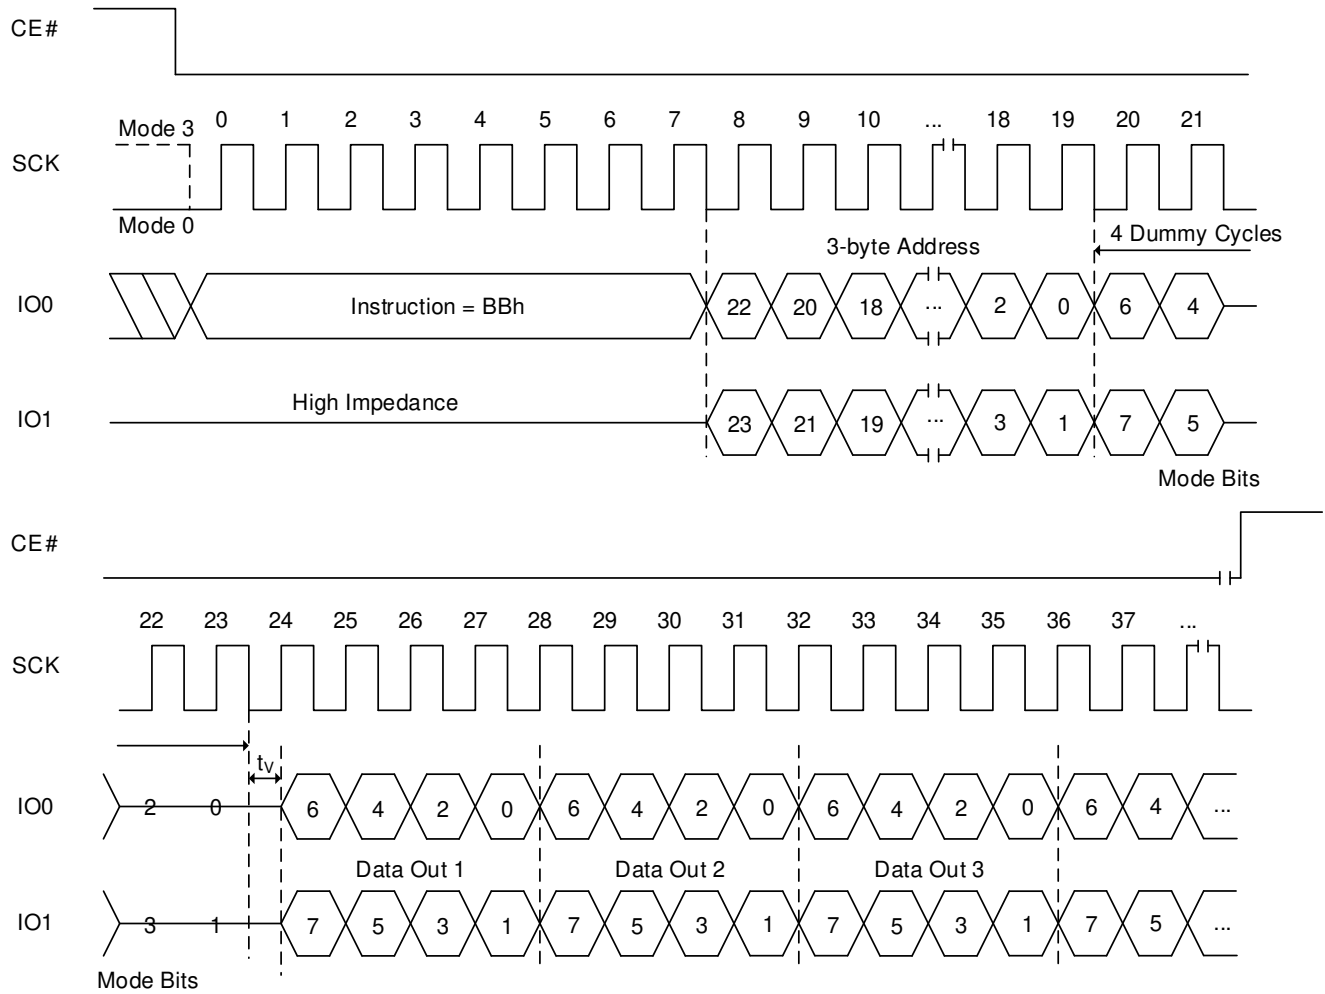 CE#
Mode 3 0 1 2 3 4 5 6 7 8 9 10 ... 18 19 20 21
SCK
Mode 0
3-byte Address 4 Dummy Cycles
IO0 Instruction = BBh 22 20 18 ... 2 0 6 4
High Impedance
IO1 23 21 19 ... 3 1 7 5
Mode Bits
CE#
22 23 24 25 26 27 28 29 30 31 32 33 34 35 36 37 ...
SCK
tV
IO0 2 0 6 4 2 0 6 4 2 0 6 4 2 0 6 4 ...
Data Out 1 Data Out 2 Data Out 3
IO1 3 1 7 5 3 1 7 5 3 1 7 5 3 1 7 5 ...
Mode Bits